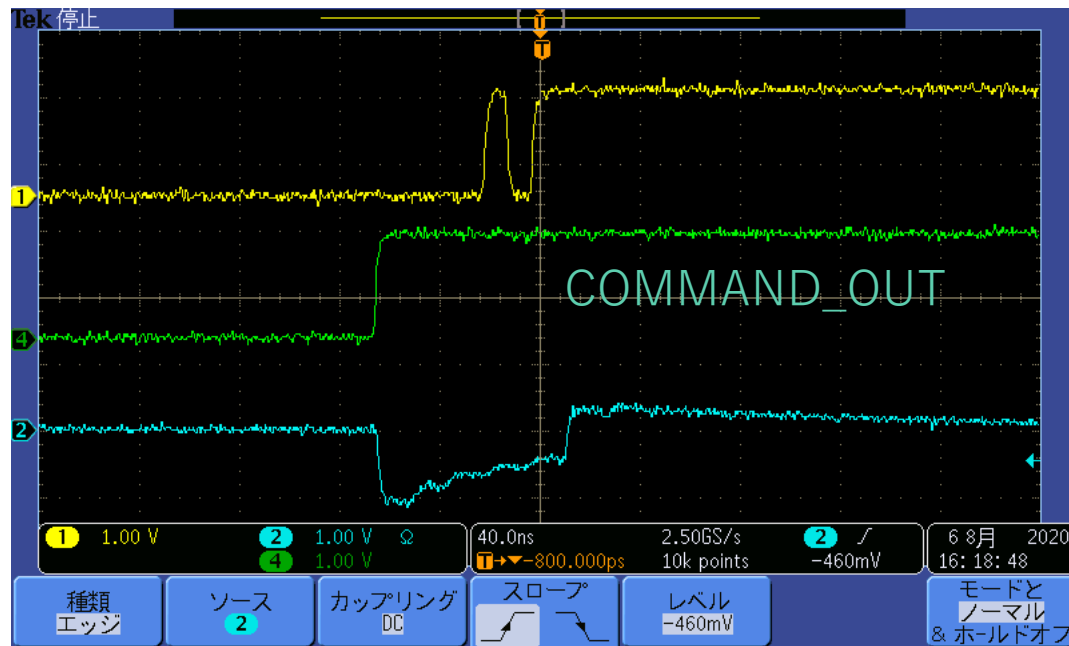 Tek 停止
T
T
1
COMMAND_OUT
4
2
1 1.00 V 2 1.00 V Ω 40.0ns 2.50GS/s 2 6 8月 2020
4 1.00 V T→▼-800.000ps 10k points -460mV 16:18:48
種類 ソース カップリング スロープ レベル モードと
エッジ 2 DC -460mV ノーマル
& ホールドオフ